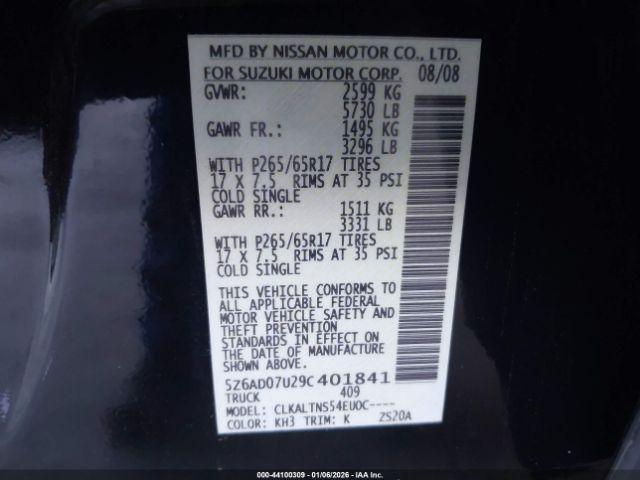 MFD BY NISSAN MOTOR CO., LTD.
FOR SUZUKI MOTOR CORP. 08/08
GVWR: 2599 KG
5730 LB
GAWR FR.: 1495 KG
3296 LB
WITH P265/65R17 TIRES
17 X 7.5 RIMS AT 35 PSI
COLD SINGLE
GAWR RR.: 1511 KG
3331 LB
WITH P265/65R17 TIRES
17 X 7.5 RIMS AT 35 PSI
COLD SINGLE
THIS VEHICLE CONFORMS TO
ALL APPLICABLE FEDERAL
MOTOR VEHICLE SAFETY AND
THEFT PREVENTION
STANDARDS IN EFFECT ON
THE DATE OF MANUFACTURE
SHOWN ABOVE.
5Z6AD07U29C401841
TRUCK 409
MODEL: CLKALTNS54EUOC----
COLOR: KH3 TRIM: K ZS20A
000-44100309 - 01/06/2026 - IAA Inc.